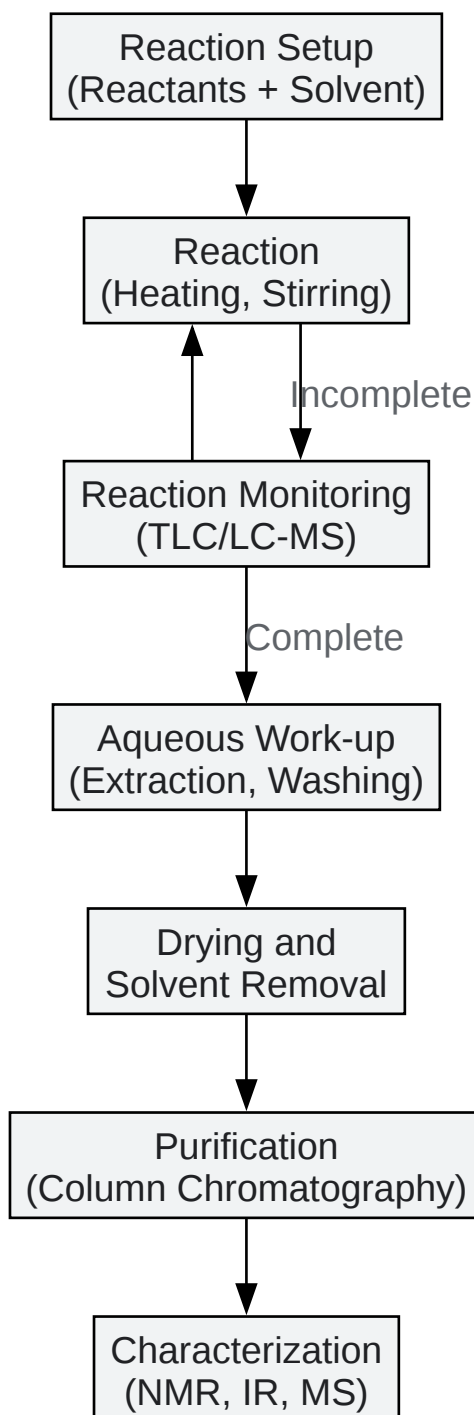 Reaction Setup
(Reactants + Solvent)
Reaction
(Heating, Stirring)
Incomplete
Reaction Monitoring
(TLC/LC-MS)
Complete
Aqueous Work-up
(Extraction, Washing)
Drying and
Solvent Removal
Purification
(Column Chromatography)
Characterization
(NMR, IR, MS)